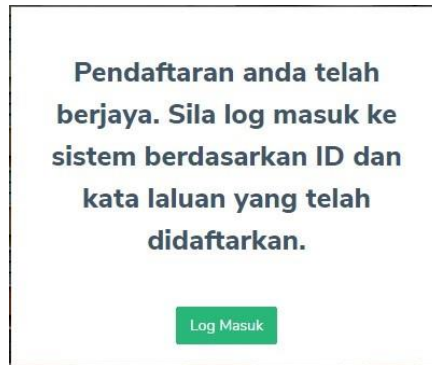 Pendaftaran anda telah
berjaya. Sila log masuk ke
sistem berdasarkan ID dan
kata laluan yang telah
didaftarkan.
Log Masuk